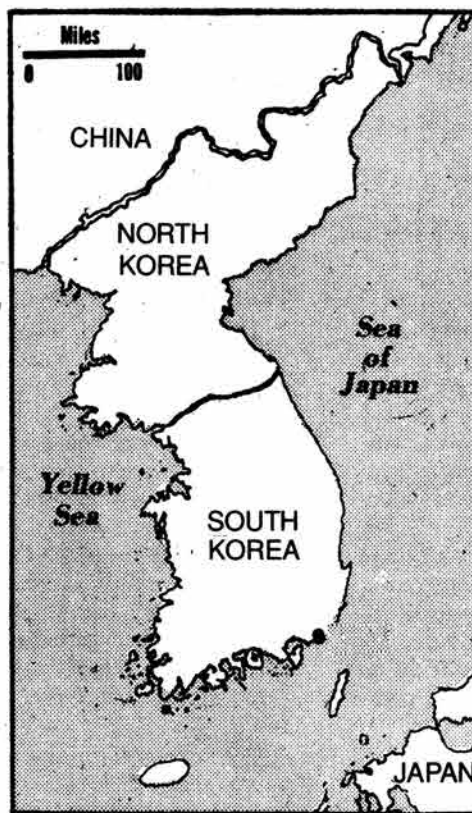 Miles
0 100
CHINA
NORTH
KOREA
Sea
of
Japan
Yellow
Sea
SOUTH
KOREA
JAPAN